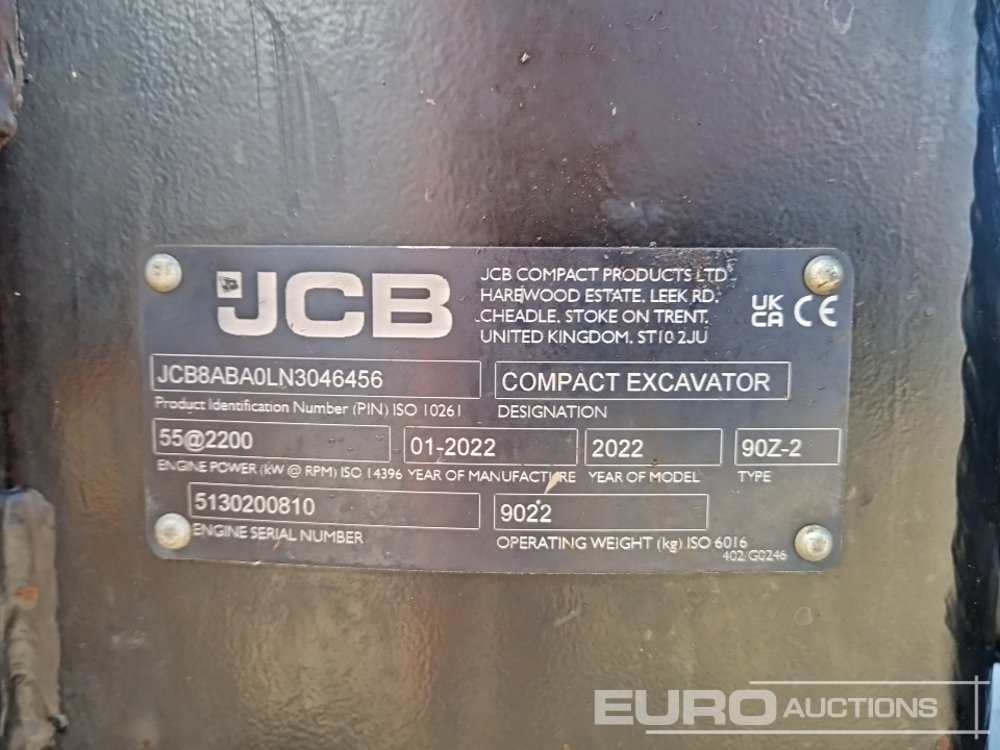 JCB
JCB COMPACT PRODUCTS LTD
HAREWOOD ESTATE, LEEK RD.
CHEADLE, STOKE ON TRENT,
UNITED KINGDOM. ST10 2JU
UK
CA CE
JCB8ABA0LN3046456
Product Identification Number (PIN) ISO 10261
COMPACT EXCAVATOR
DESIGNATION
55@2200
ENGINE POWER (kW @ RPM) ISO 14396
01-2022
YEAR OF MANUFACTURE
2022
YEAR OF MODEL
90Z-2
TYPE
5130200810
ENGINE SERIAL NUMBER
9022
OPERATING WEIGHT (kg) ISO 6016
402/G0246
EURO AUCTIONS